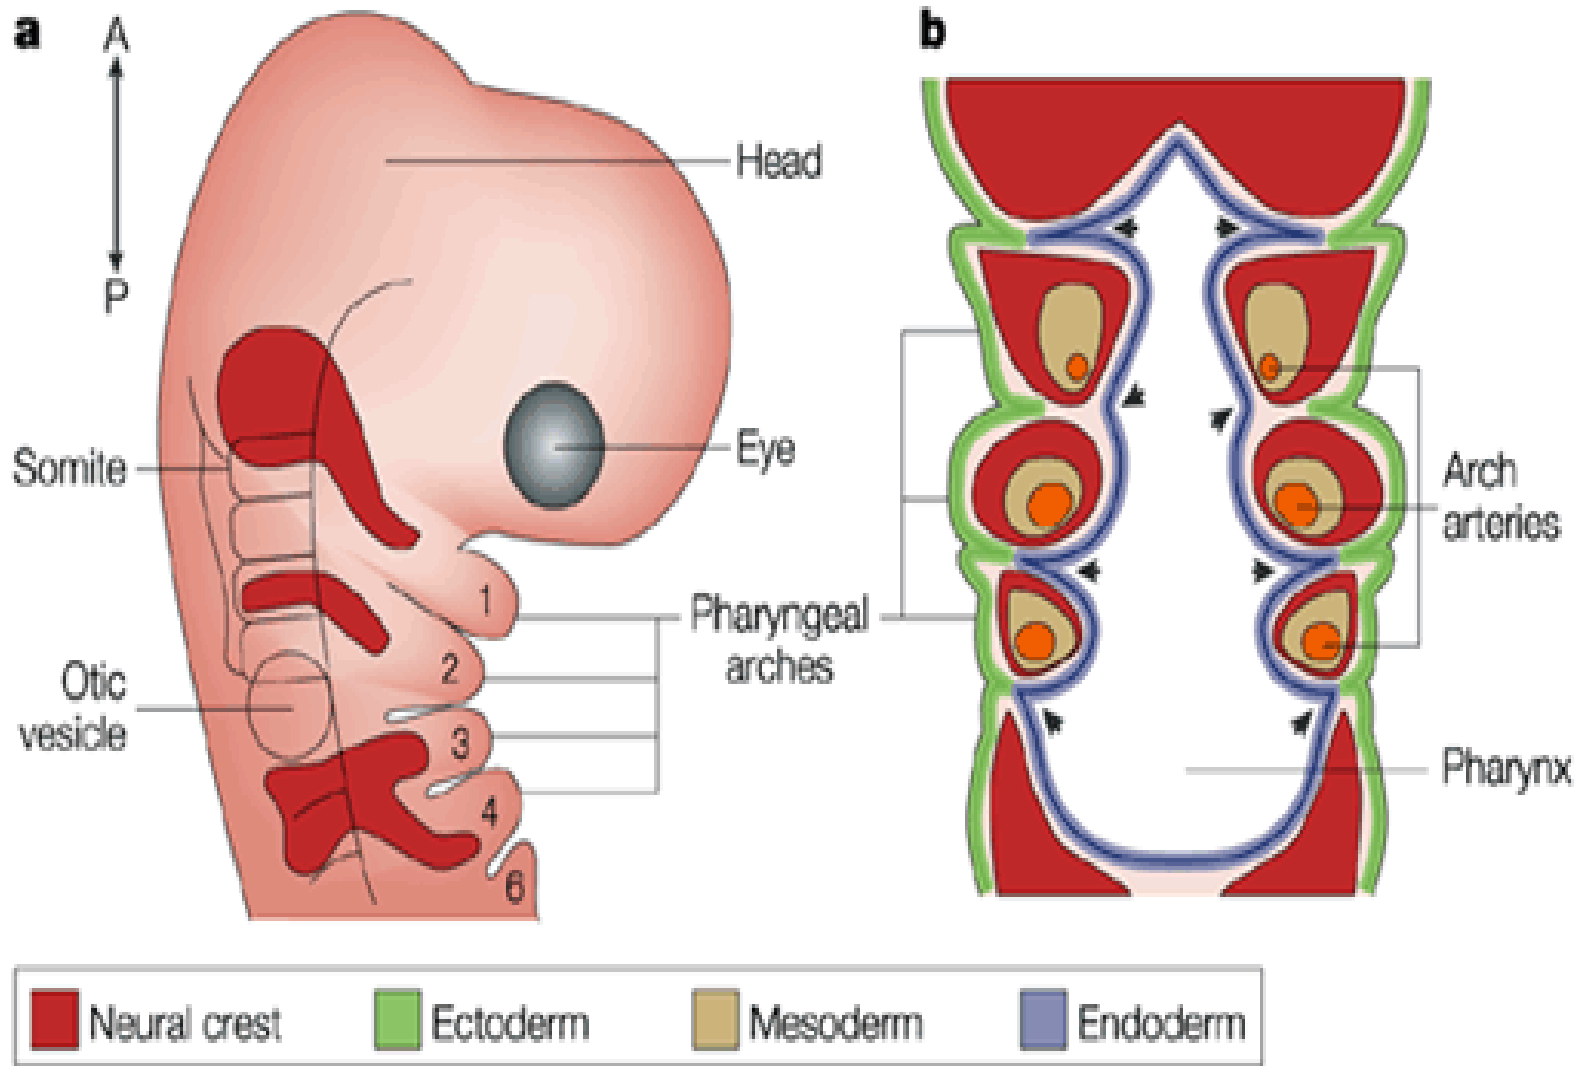 a
A
P
Head
Eye
Somite
Otic
vesicle
1
2
3
4
6
Pharyngeal
arches
b
Arch
arteries
Pharynx
Neural crest
Ectoderm
Mesoderm
Endoderm